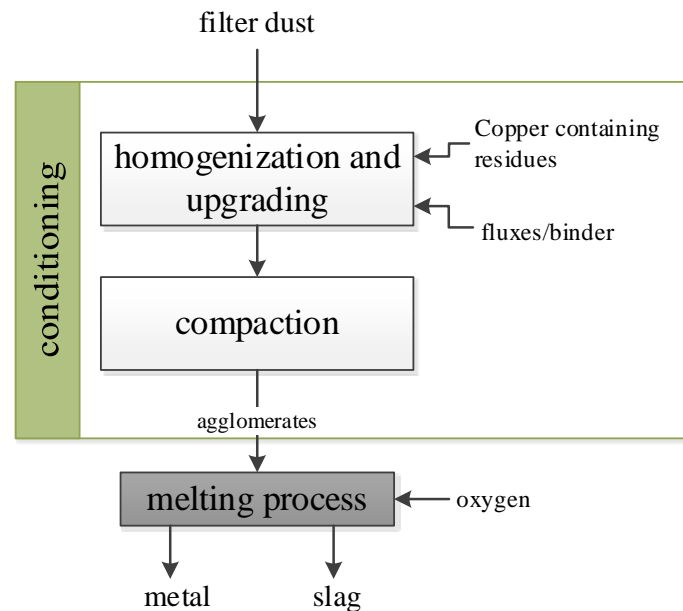 filter dust
conditioning
homogenization and
upgrading
Copper containing
residues
fluxes/binder
compaction
agglomerates
melting process
oxygen
metal
slag